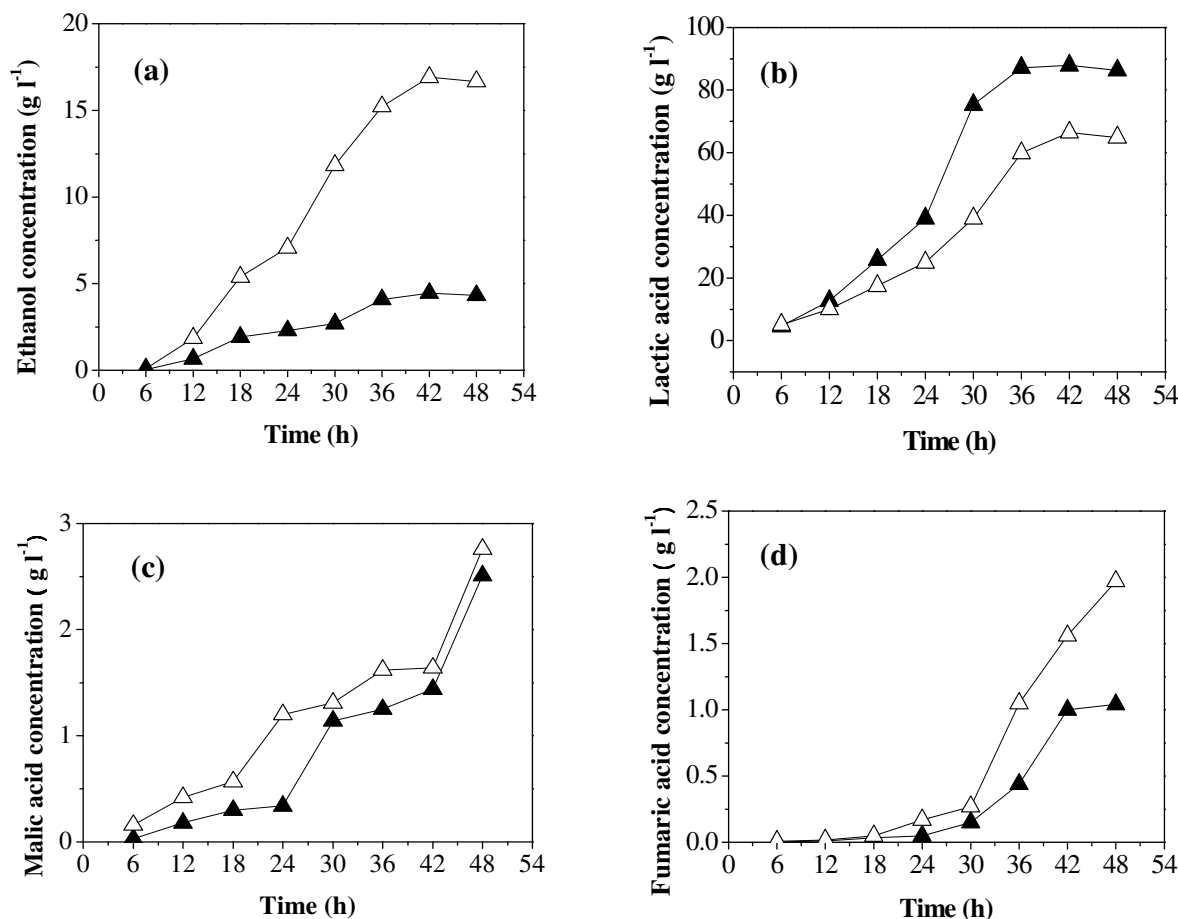 (a)
Ethanol concentration (g l⁻¹)
20
15
10
5
0
0 6 12 18 24 30 36 42 48 54
Time (h)
(b)
Lactic acid concentration (g l⁻¹)
100
80
60
40
20
0
0 6 12 18 24 30 36 42 48 54
Time (h)
(c)
Malic acid concentration ( g l⁻¹)
3
2
1
0
0 6 12 18 24 30 36 42 48 54
Time (h)
(d)
Fumaric acid concentration ( g l⁻¹)
2.5
2.0
1.5
1.0
0.5
0.0
0 6 12 18 24 30 36 42 48 54
Time (h)